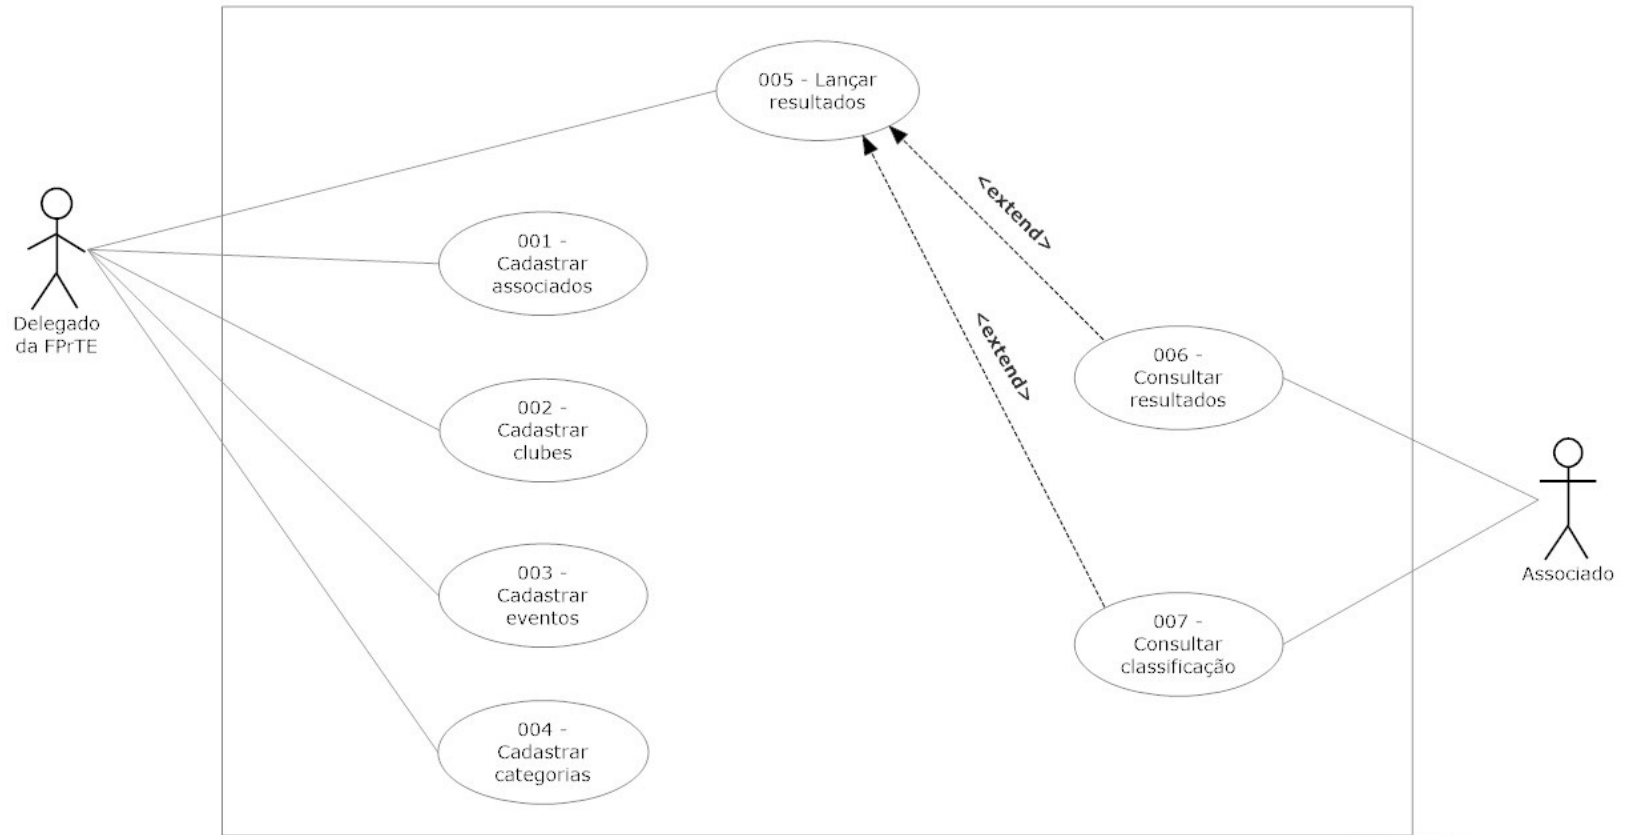 005 - Lançar
resultados
<extend>
001 -
Cadastrar
associados
Delegado
da FPrTE
<extend>
006 -
Consultar
resultados
002 -
Cadastrar
clubes
Associado
003 -
Cadastrar
eventos
007 -
Consultar
classificação
004 -
Cadastrar
categorias